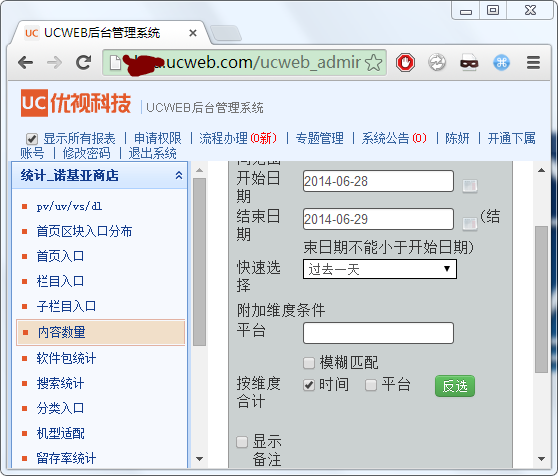 UCWEB后台管理系统
.ucweb.com/ucweb_admir
UC优视科技 UCWEB后台管理系统
显示所有报表 | 申请权限 | 流程办理(0新) | 专题管理 | 系统公告(0) | 陈妍 | 开通下属
账号 | 修改密码 | 退出系统
统计_诺基亚商店
pv/uv/vs/dl
首页区块入口分布
首页入口
栏目入口
子栏目入口
内容数量
软件包统计
搜索统计
分类入口
机型适配
留存率统计
开始日
期
2014-06-28
结束日
期
2014-06-29
(结
束日期不能小于开始日期)
快速选
择
过去一天
附加维度条件
平台
模糊匹配
按维度
合计
时间 平台 反选
显示
备注